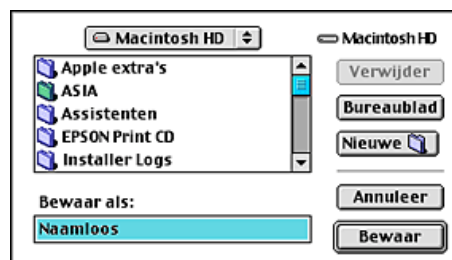 Macintosh HD
Macintosh HD
Apple extra's
ASIA
Assistenten
EPSON Print CD
Installer Logs
Verwijder
Bureaublad
Nieuwe
Bewaar als:
Naamloos
Annuleer
Bewaar